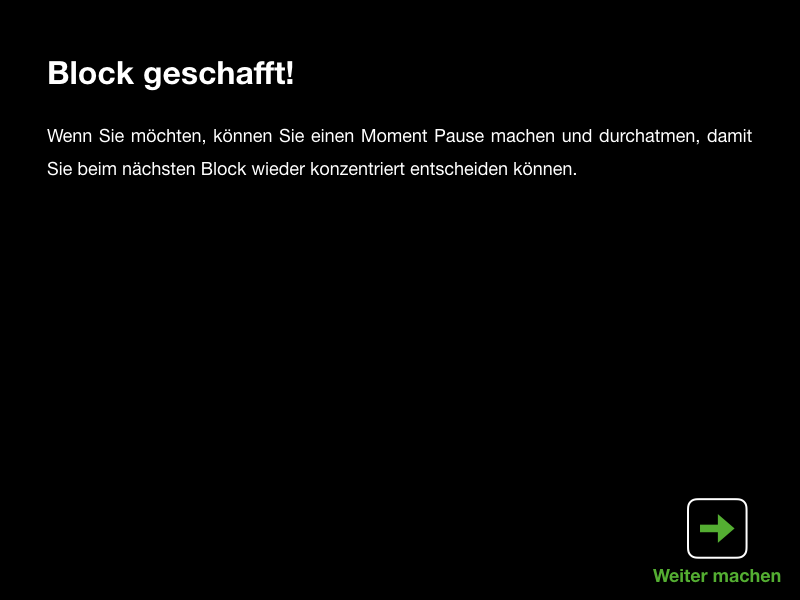 Block geschafft!
Wenn Sie möchten, können Sie einen Moment Pause machen und durchatmen, damit
Sie beim nächsten Block wieder konzentriert entscheiden können.
Weiter machen